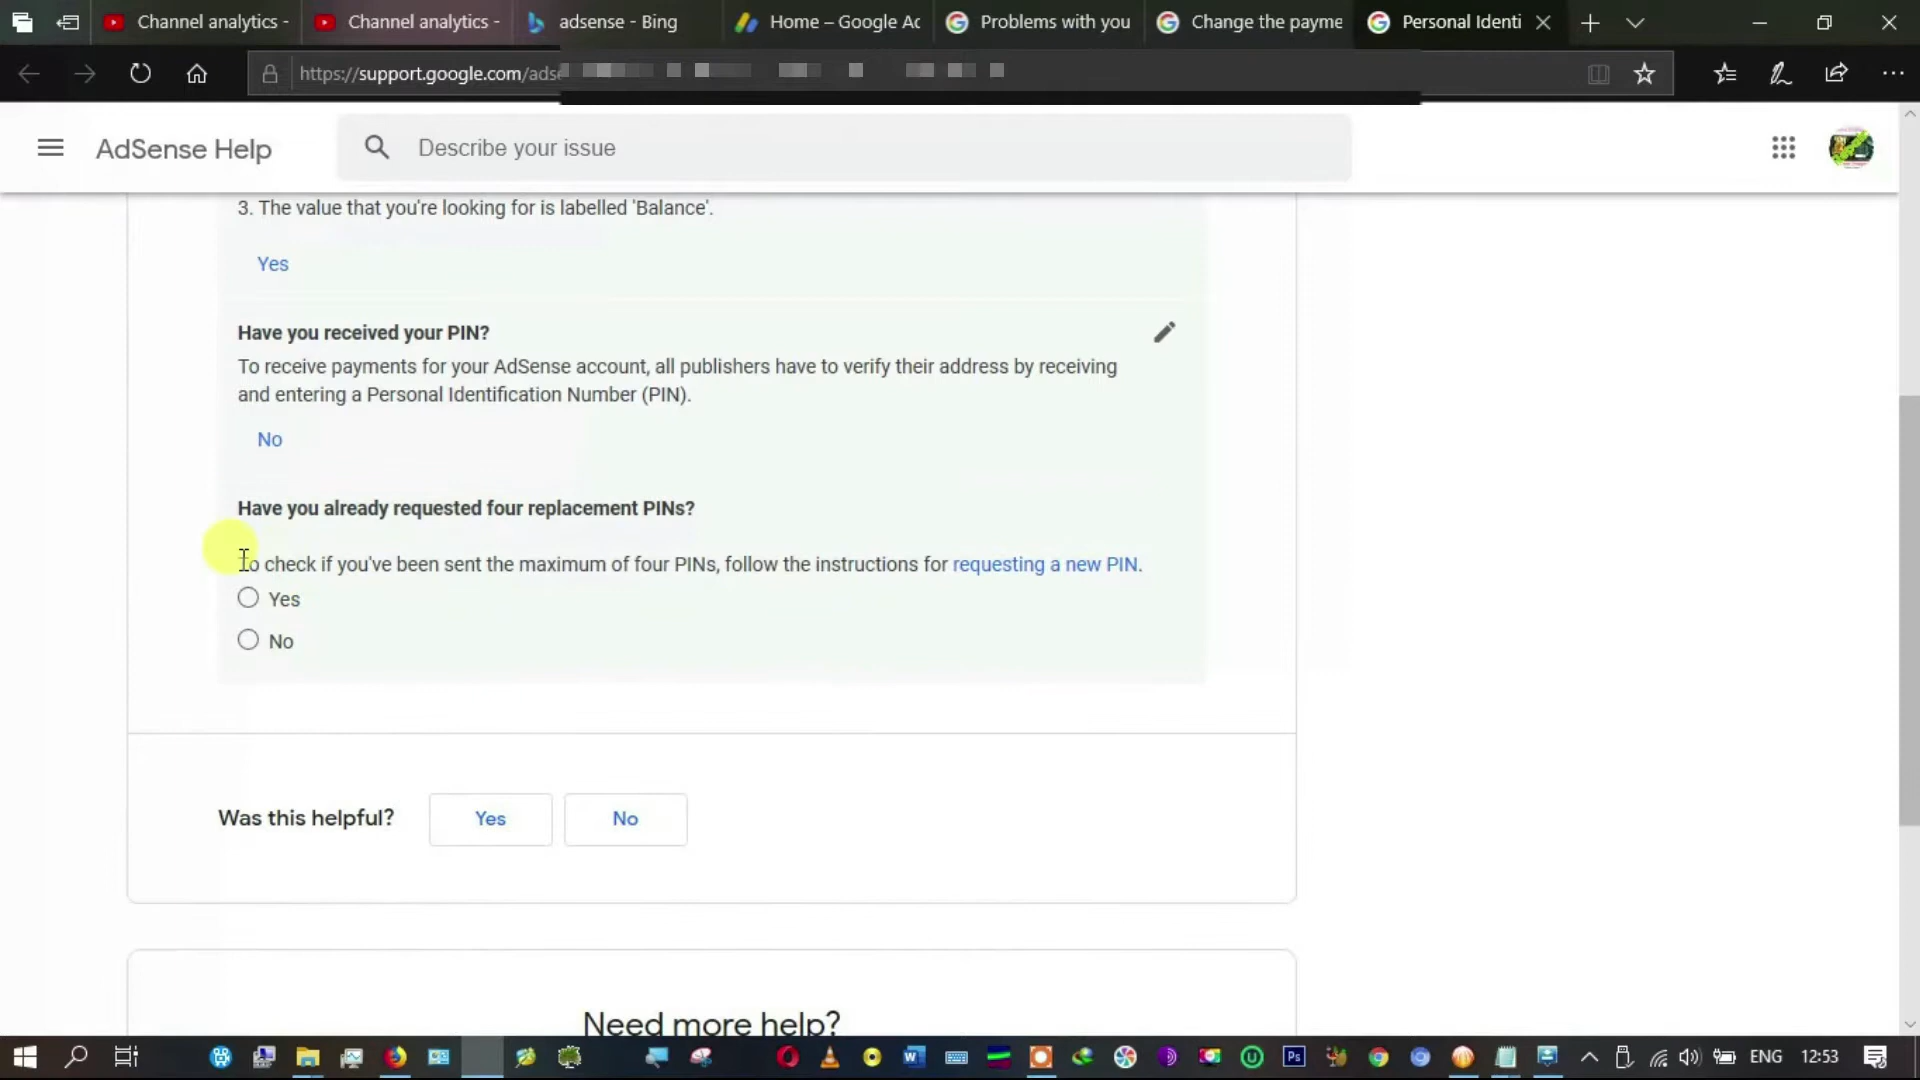 Channel analytics -
Channel analytics -
adsense - Bing
Home – Google Ac
Problems with you
Change the payme
Personal Identi
https://support.google.com/adse
AdSense Help
Describe your issue
3. The value that you're looking for is labelled 'Balance'.
Yes
Have you received your PIN?
To receive payments for your AdSense account, all publishers have to verify their address by receiving
and entering a Personal Identification Number (PIN).
No
Have you already requested four replacement PINs?
To check if you've been sent the maximum of four PINs, follow the instructions for requesting a new PIN.
Yes
No
Was this helpful?
Yes
No
Need more help?
ENG
12:53